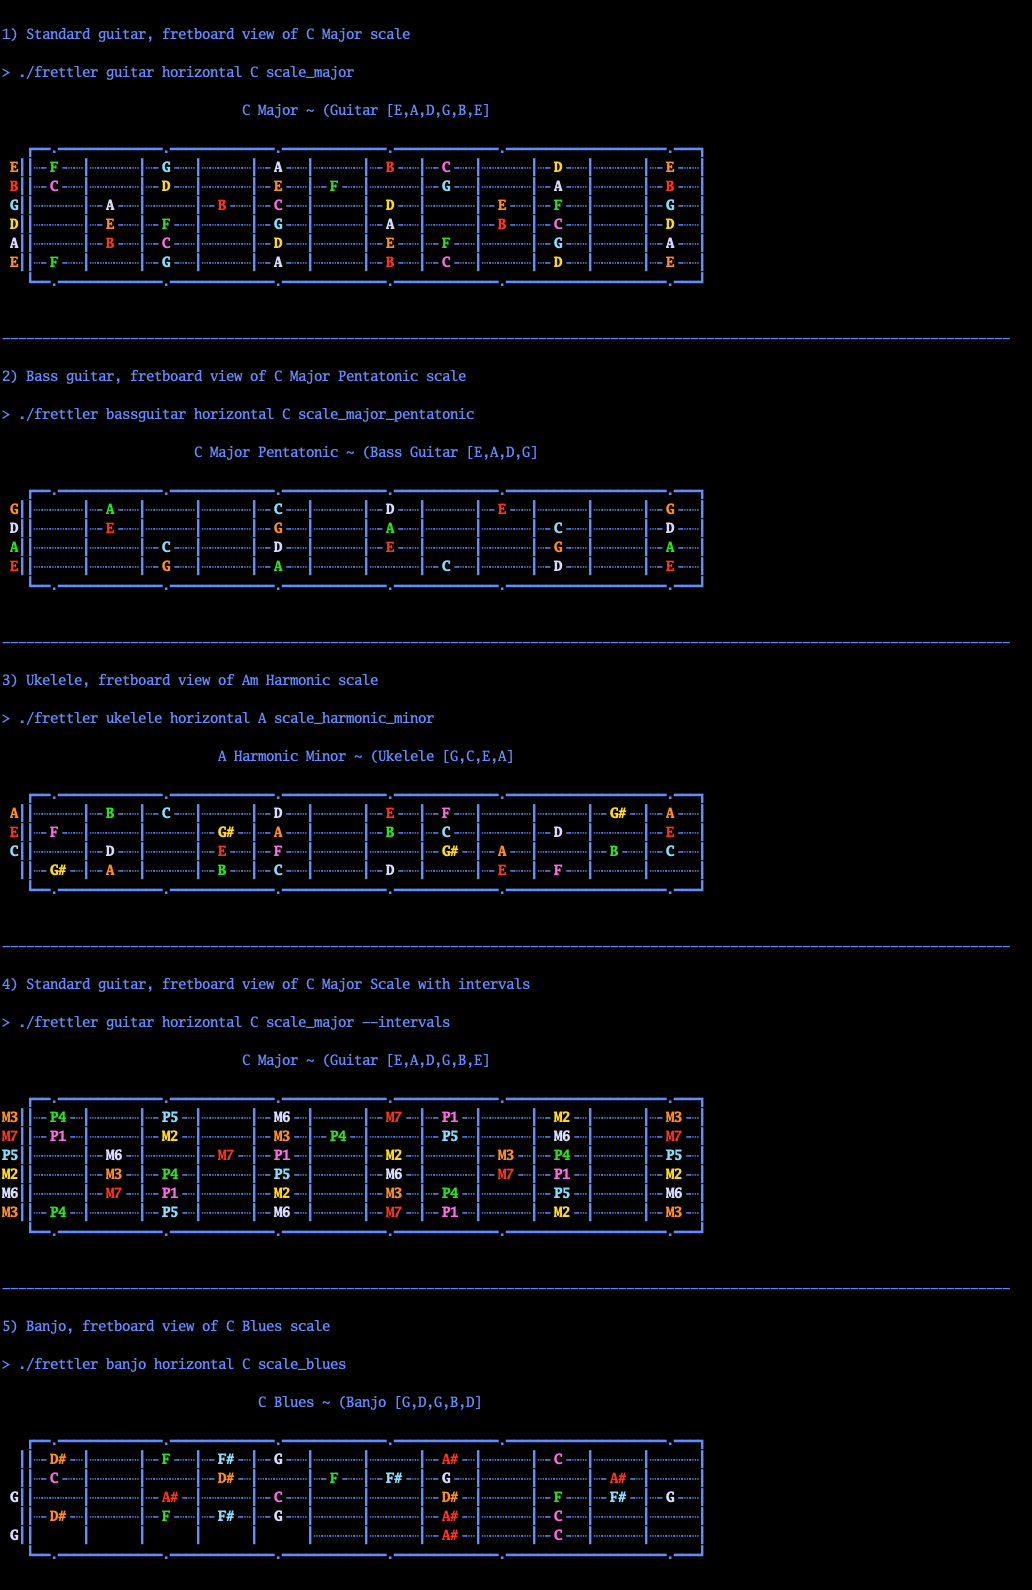 1) Standard guitar, fretboard view of C Major scale
> ./frettler guitar horizontal C scale_major
C Major ~ (Guitar [E,A,D,G,B,E]
E F G A B C D E
B C D E F G A B
G A B C D E F G
D E F G A B C D
A B C D E F G A
E F G A B C D E
2) Bass guitar, fretboard view of C Major Pentatonic scale
> ./frettler bassguitar horizontal C scale_major_pentatonic
C Major Pentatonic ~ (Bass Guitar [E,A,D,G]
G A C D E G
D E G A C D
A C D E G A
E G A C D E
3) Ukelele, fretboard view of Am Harmonic scale
> ./frettler ukelele horizontal A scale_harmonic_minor
A Harmonic Minor ~ (Ukelele [G,C,E,A]
A B C D E F G# A
E F G# A B C D E
C D E F G# A B C
G# A B C D E F
4) Standard guitar, fretboard view of C Major Scale with intervals
> ./frettler guitar horizontal C scale_major --intervals
C Major ~ (Guitar [E,A,D,G,B,E]
M3 P4 P5 M6 M7 P1 M2 M3
M7 P1 M2 M3 P4 P5 M6 M7
P5 M6 M7 P1 M2 M3 P4 P5
M2 M3 P4 P5 M6 M7 P1 M2
M6 M7 P1 M2 M3 P4 P5 M6
M3 P4 P5 M6 M7 P1 M2 M3
5) Banjo, fretboard view of C Blues scale
> ./frettler banjo horizontal C scale_blues
C Blues ~ (Banjo [G,D,G,B,D]
D# F F# G A# C
C D# F F# G A#
G A# C D# F F# G
D# F F# G A# C
G A# C